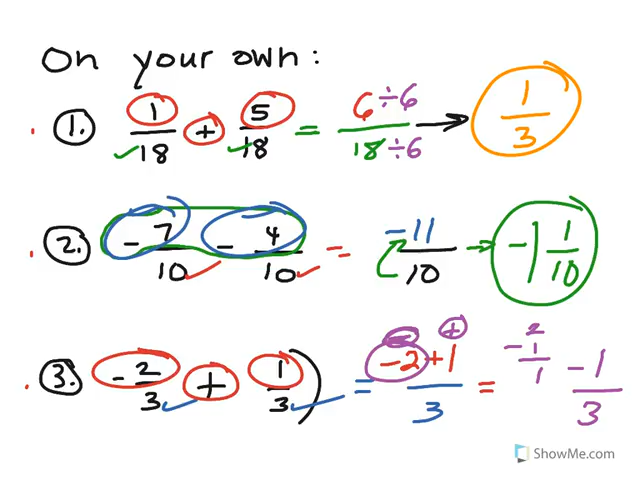 On your own:
1. 1/18 + 5/18 = 6÷6/18÷6 → 1/3
2. -7/10 - 4/10 = -11/10 → -1 1/10
3. -2/3 + 1/3) = -2+1/3 = -1/3
- 2 1 1
+
ShowMe.com